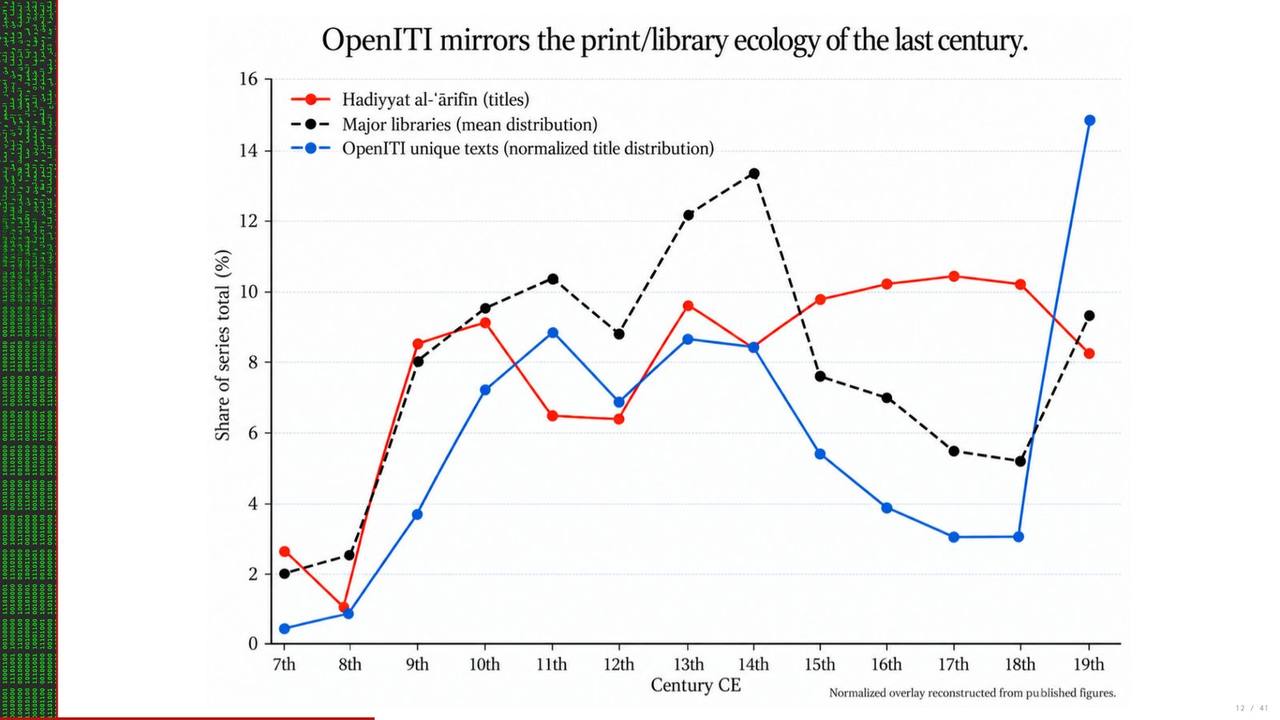 OpenITI mirrors the print/library ecology of the last century.
Hadiyyat al-ʿārifīn (titles)
Major libraries (mean distribution)
OpenITI unique texts (normalized title distribution)
Share of series total (%)
16
14
12
10
8
6
4
2
0
7th 8th 9th 10th 11th 12th 13th 14th 15th 16th 17th 18th 19th
Century CE
Normalized overlay reconstructed from published figures.
12 / 41